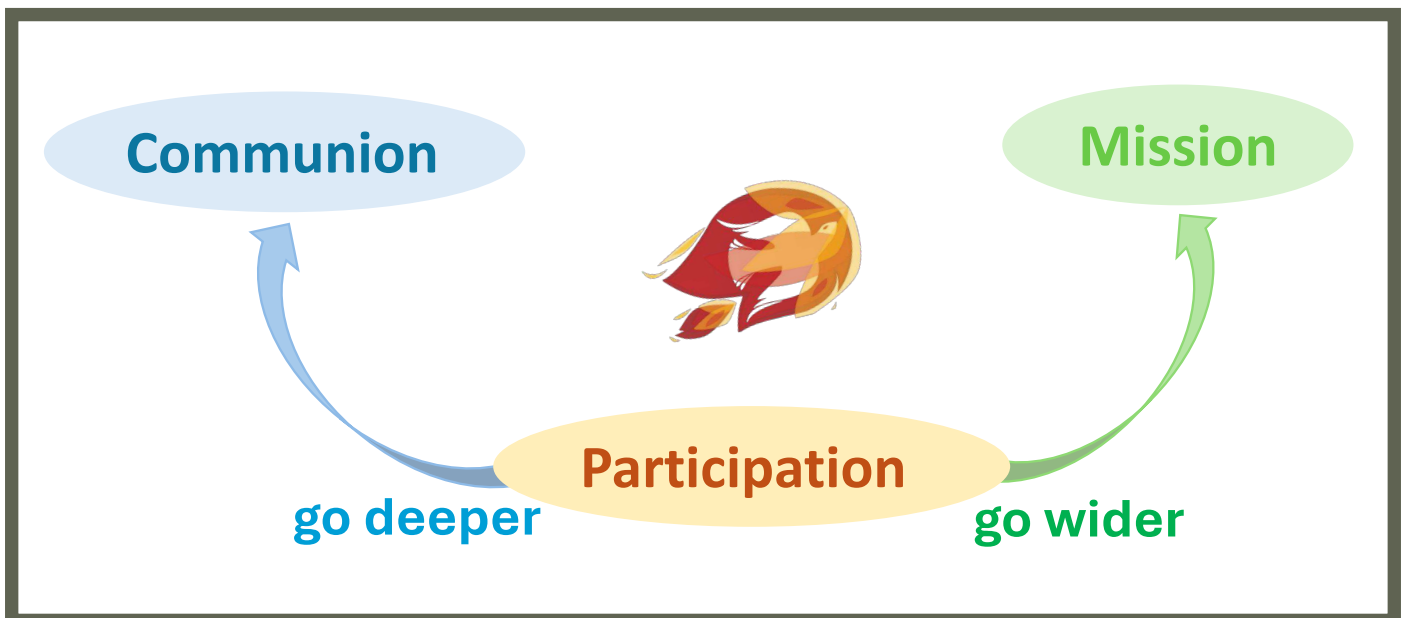 Communion
Mission
Participation
go deeper
go wider